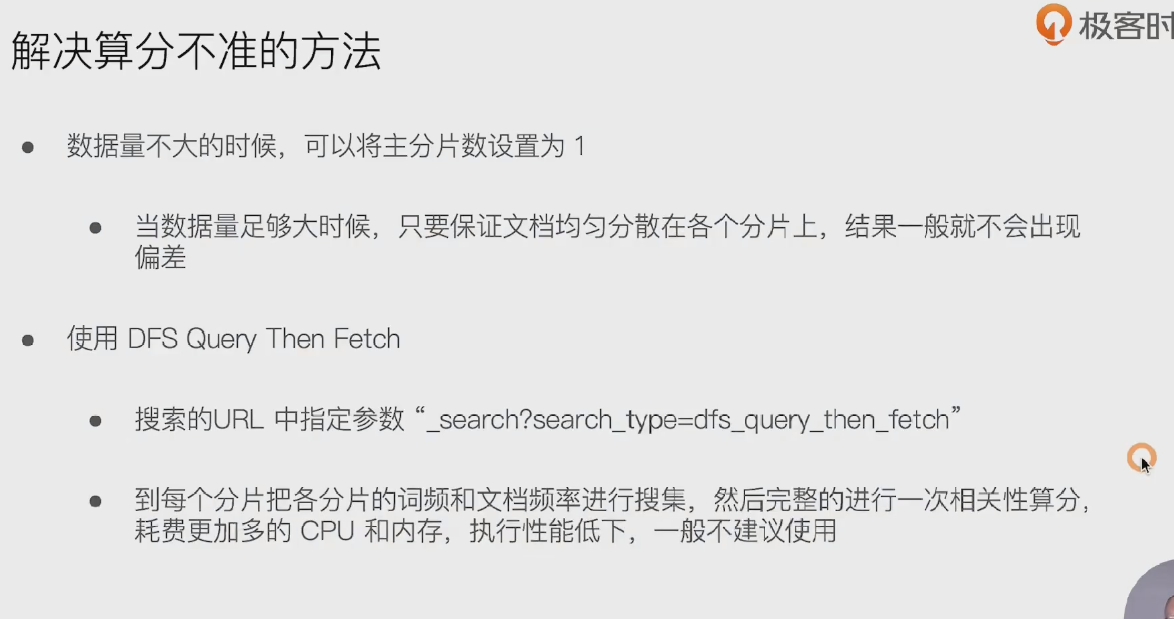 极客时
解决算分不准的方法
● 数据量不大的时候，可以将主分片数设置为 1
● 当数据量足够大时候，只要保证文档均匀分散在各个分片上，结果一般就不会出现
偏差
● 使用 DFS Query Then Fetch
● 搜索的URL 中指定参数 “_search?search_type=dfs_query_then_fetch”
● 到每个分片把各分片的词频和文档频率进行搜集，然后完整的进行一次相关性算分，
耗费更加多的 CPU 和内存，执行性能低下，一般不建议使用